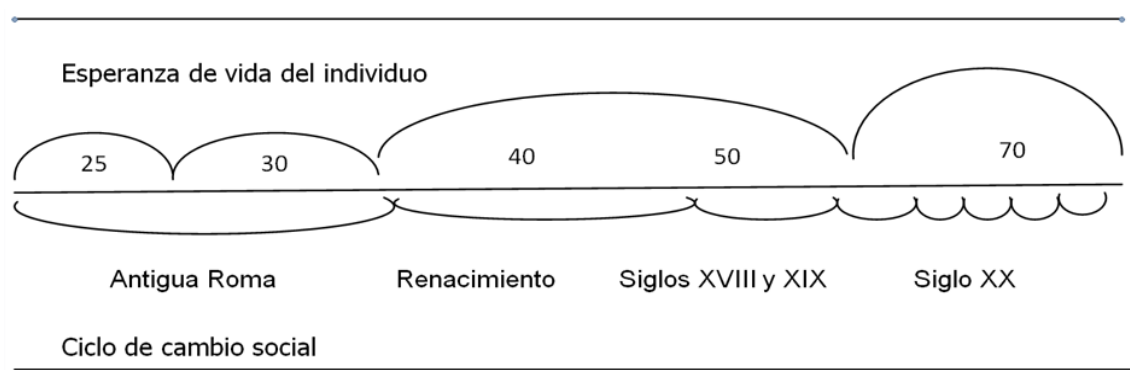 Esperanza de vida del individuo
25 30 40 50 70
Antigua Roma Renacimiento Siglos XVIII y XIX Siglo XX
Ciclo de cambio social